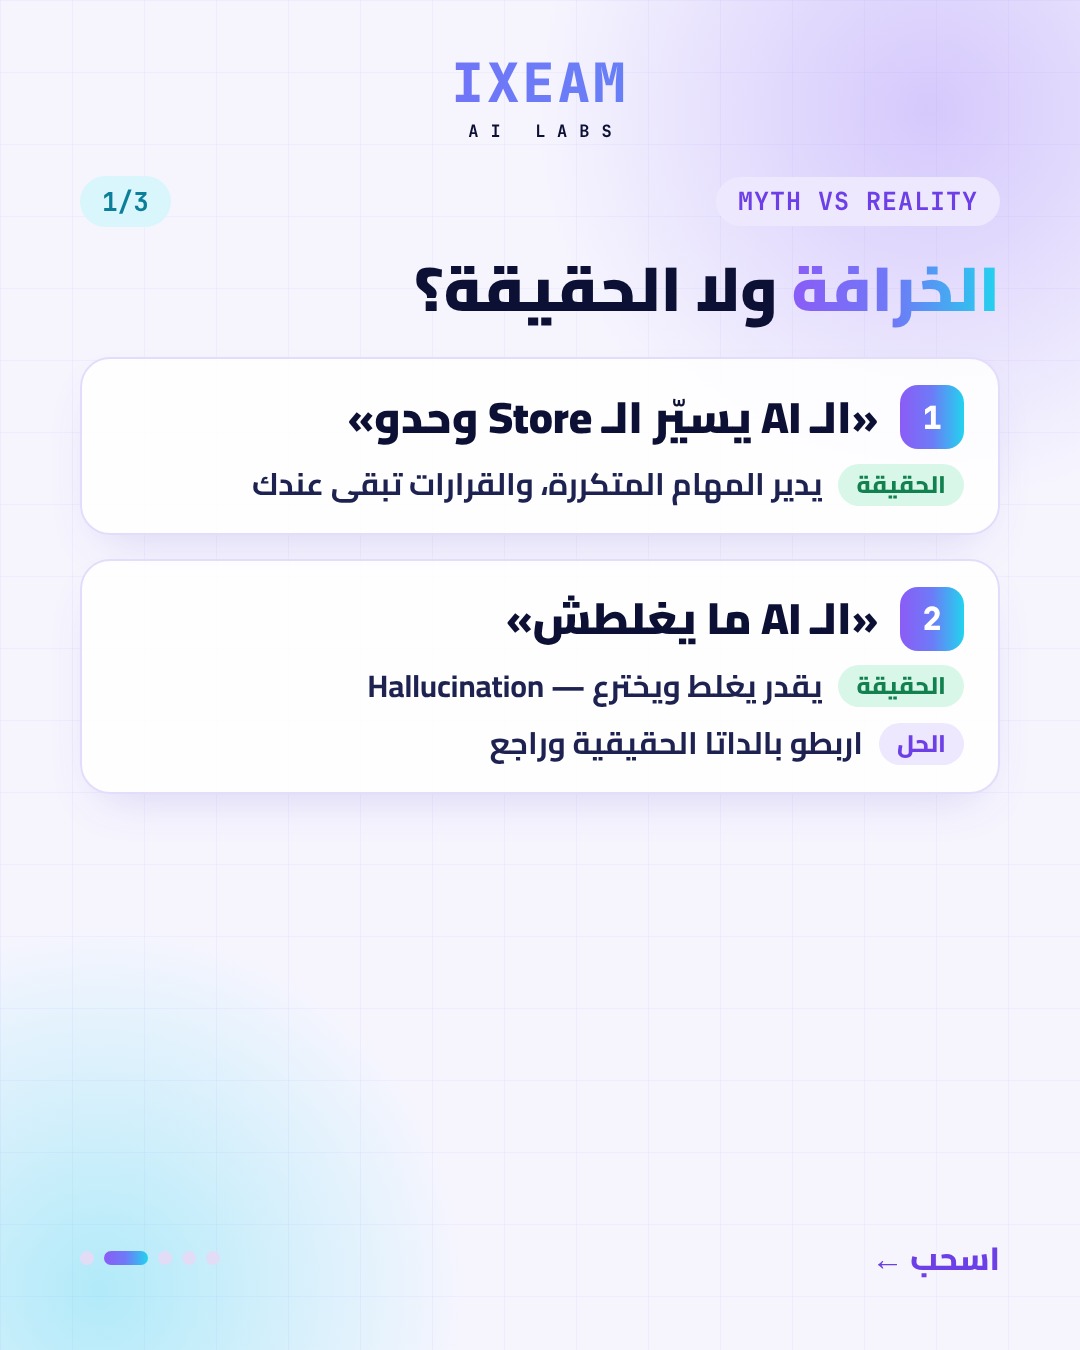 IXEAM
AI LABS
MYTH VS REALITY
1/3
الخرافة ولا الحقيقة؟
1
«الـ AI يسيّر الـ Store وحدو»
الحقيقة يدير المهام المتكررة، والقرارات تبقى عندك
2
«الـ AI ما يغلطش»
الحقيقة يقدر يغلط ويخترع — Hallucination
الحل اربطو بالداتا الحقيقية وراجع
اسحب ←